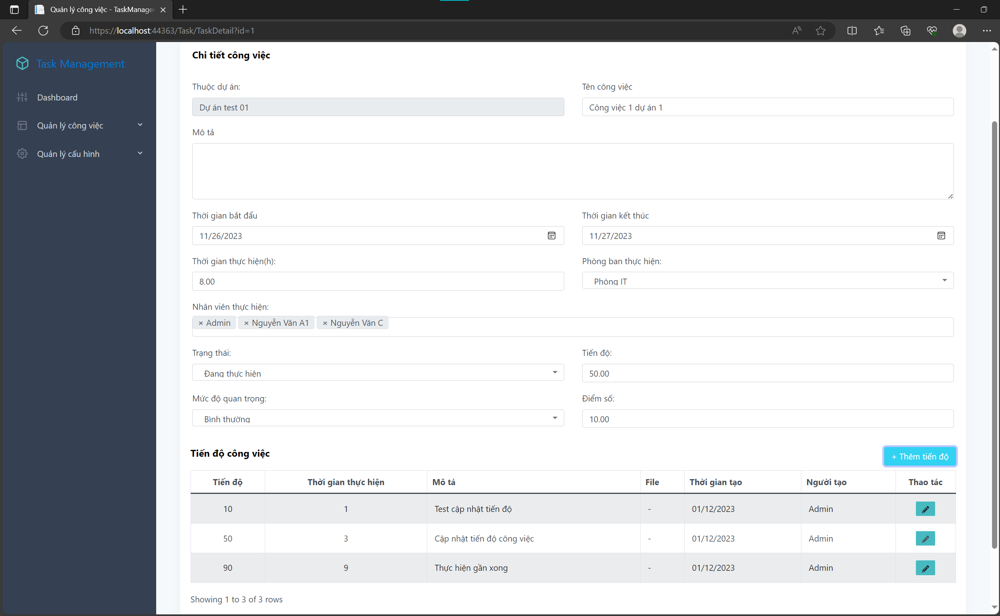 Quản lý công việc - TaskManage
https://localhost:44363/Task/TaskDetail?id=1
Task Management
Dashboard
Quản lý công việc
Quản lý cấu hình
Chi tiết công việc
Thuộc dự án:
Tên công việc
Dự án test 01
Công việc 1 dự án 1
Mô tả
Thời gian bắt đẩu
Thời gian kết thúc
11/26/2023
11/27/2023
Thời gian thực hiện(h):
Phòng ban thực hiện:
8.00
Phòng IT
Nhân viên thực hiện:
× Admin × Nguyễn Văn A1 × Nguyễn Văn C
Trạng thái:
Tiến độ:
Đang thực hiện
50.00
Mức độ quan trọng:
Điểm số:
Bình thường
10.00
Tiến độ công việc
+ Thêm tiến độ
Tiến độ Thời gian thực hiện Mô tả File Thời gian tạo Người tạo Thao tác
10 1 Test cập nhật tiến độ - 01/12/2023 Admin
50 3 Cập nhật tiến độ công việc - 01/12/2023 Admin
90 9 Thực hiện gần xong - 01/12/2023 Admin
Showing 1 to 3 of 3 rows